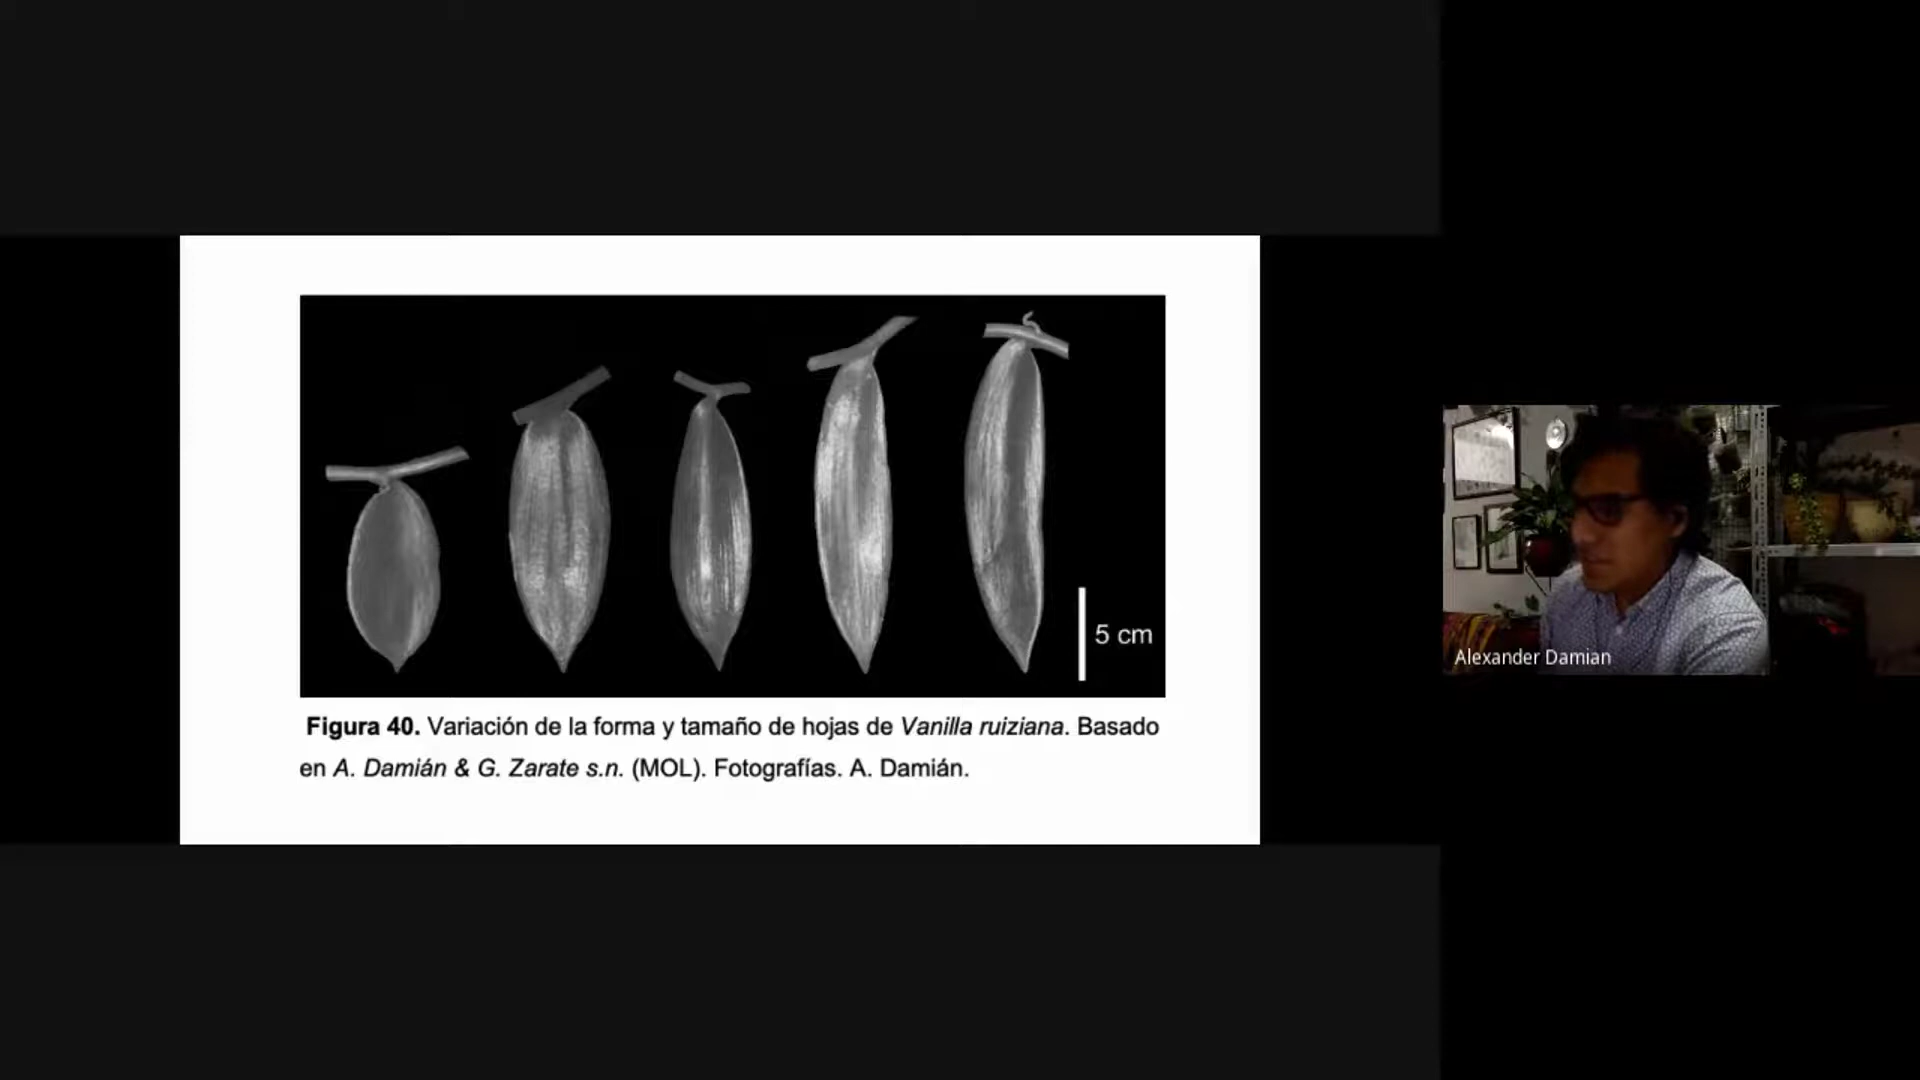 5 cm
Figura 40. Variación de la forma y tamaño de hojas de Vanilla ruiziana. Basado
en A. Damián & G. Zarate s.n. (MOL). Fotografías. A. Damián.
Alexander Damian